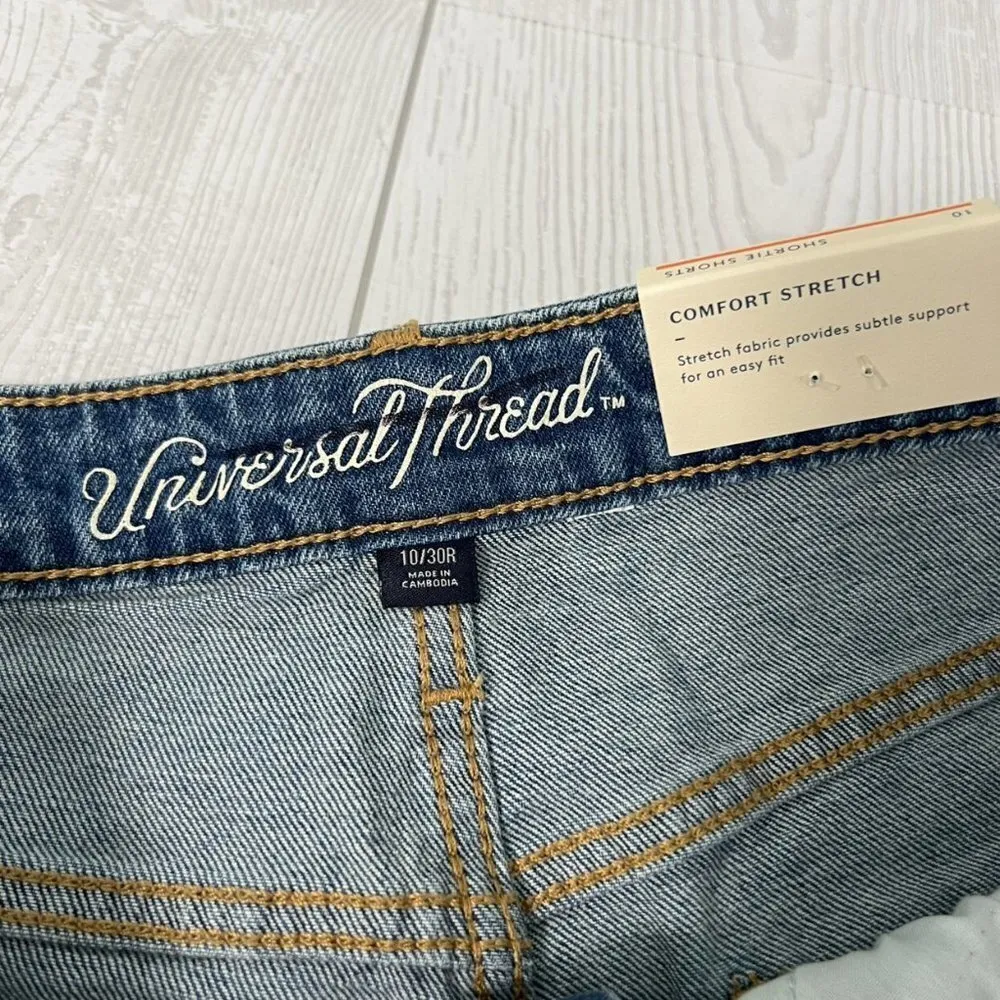 10
SHORTIE SHORTS
COMFORT STRETCH
–
Stretch fabric provides subtle support
for an easy fit
Universal Thread™
10/30R
MADE IN
CAMBODIA